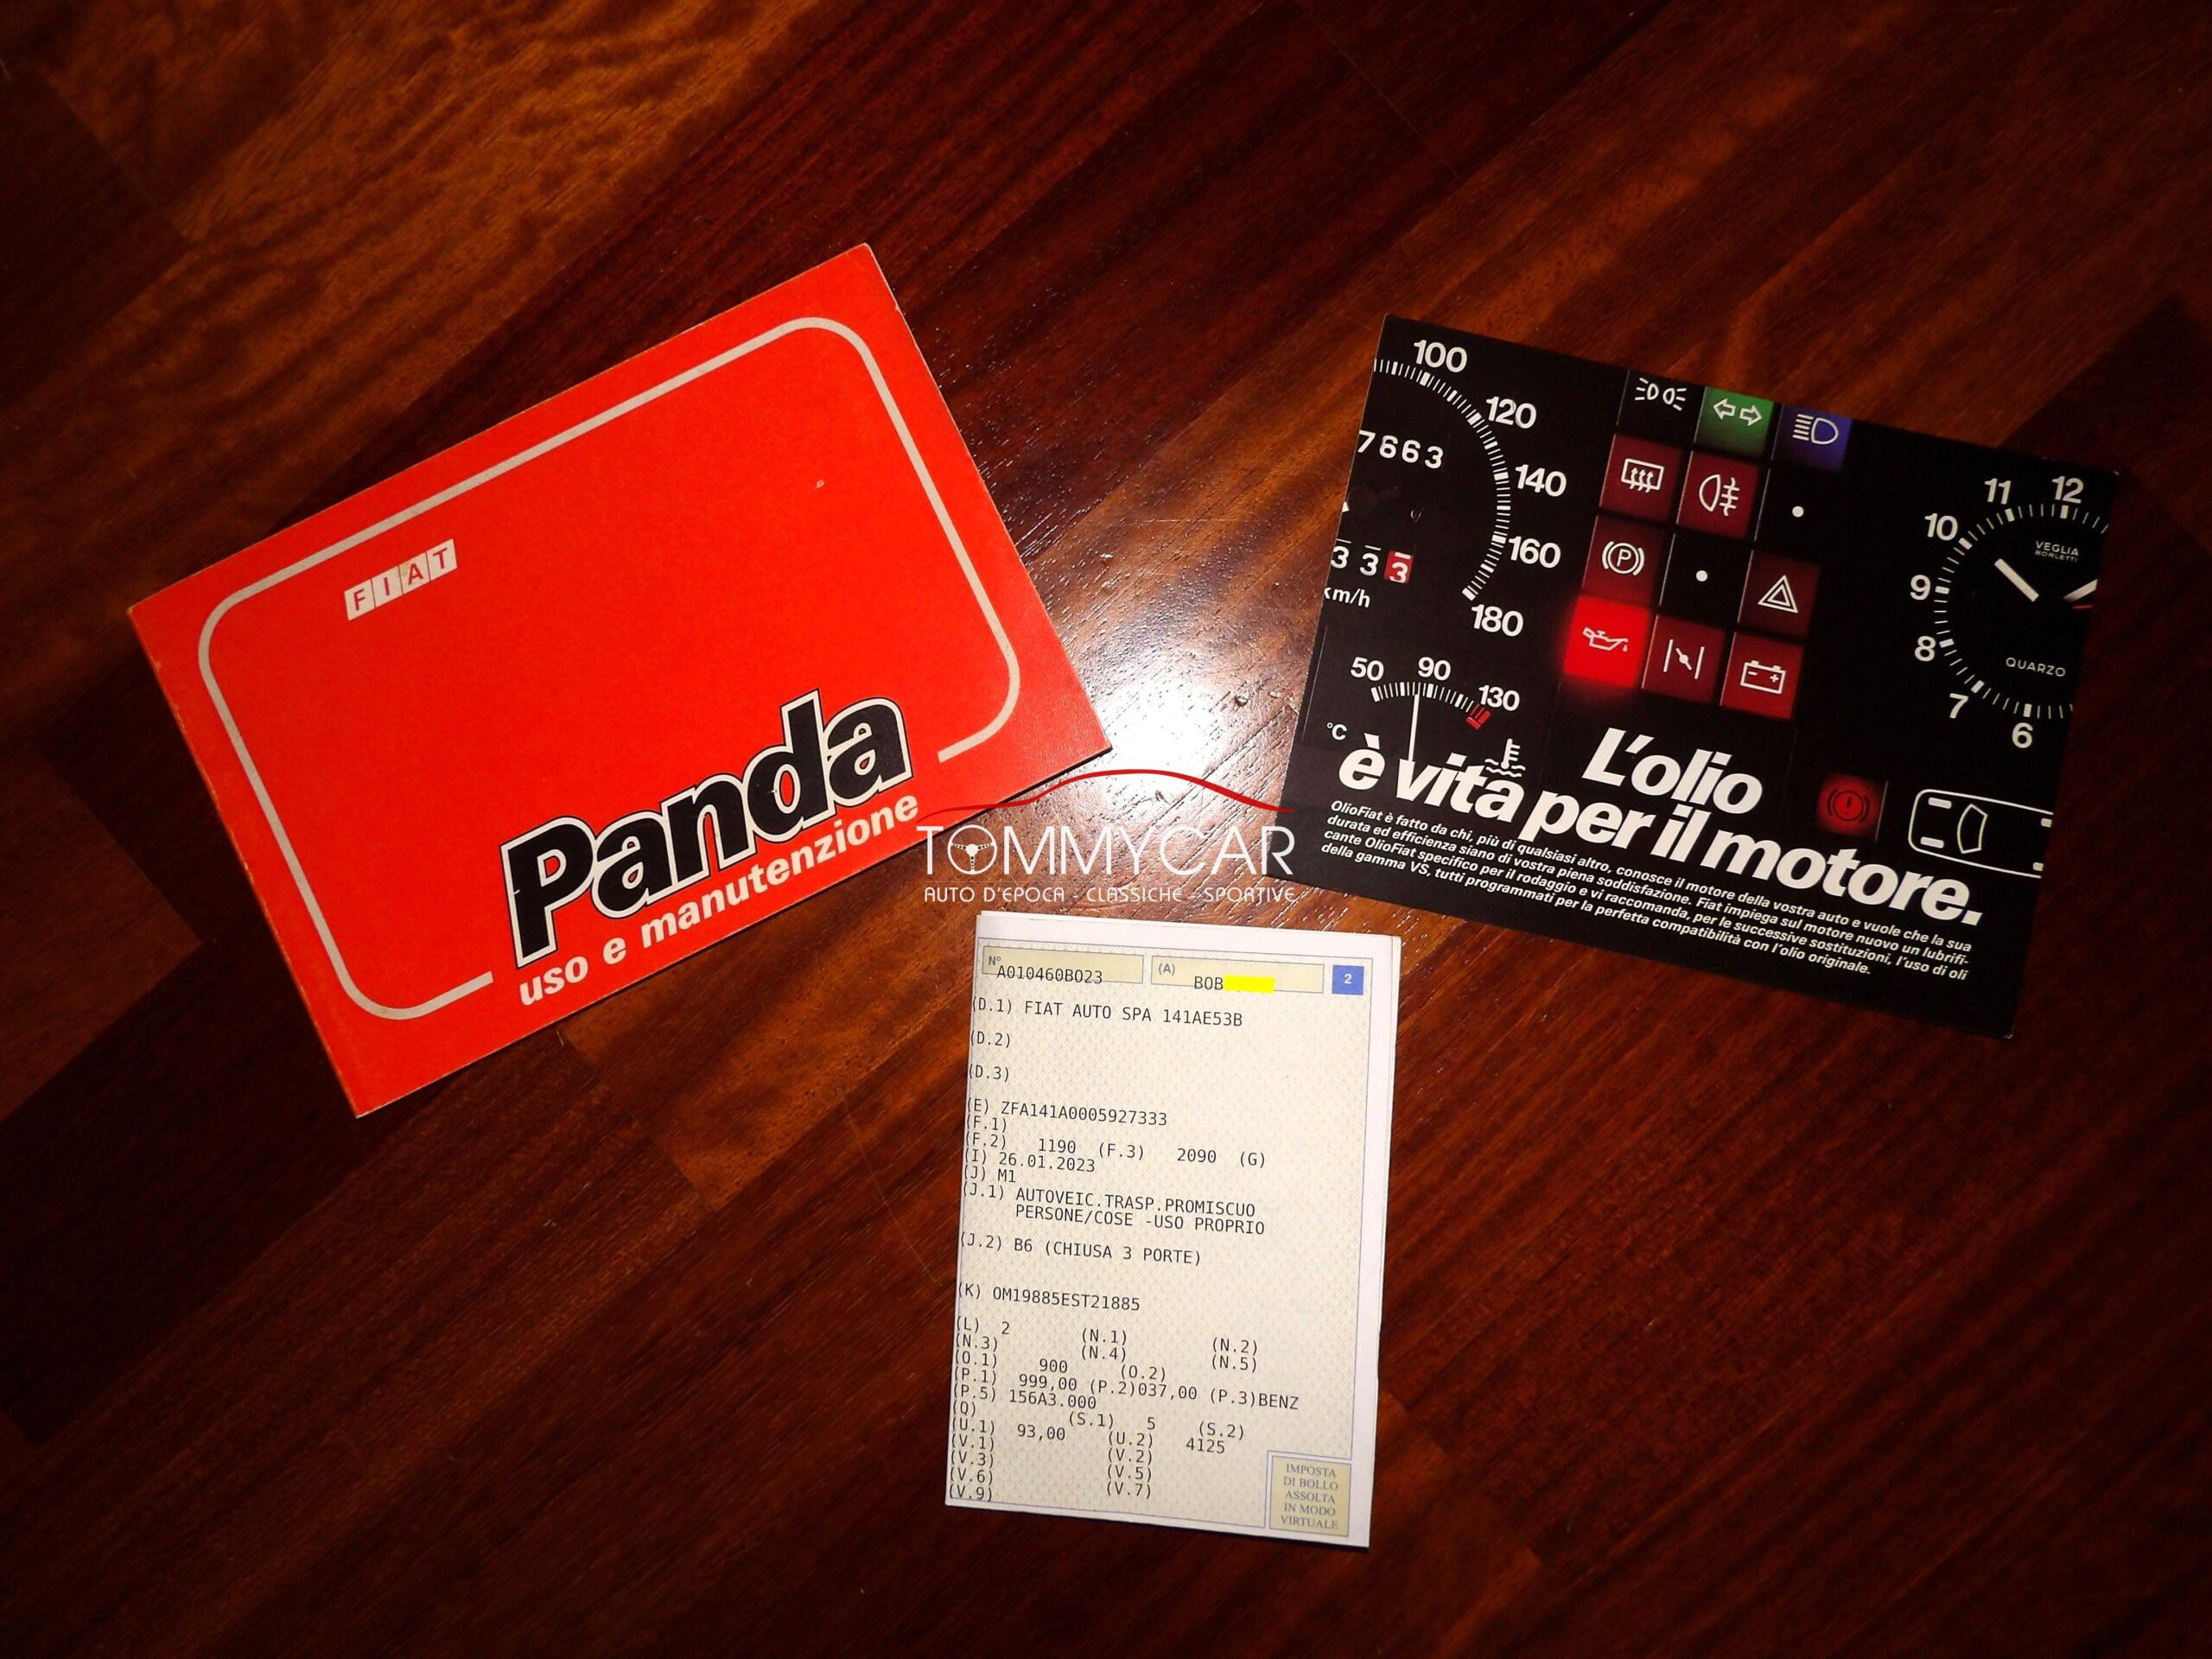 FIAT
Panda
uso e manutenzione
100
120
140
160
180
7663
3 3 3
km/h
50 90 130
°C
P
11 12
10
9
8
7
6
VEGLIA
BORLETTI
QUARZO
L'olio
è vita per il motore.
OlioFiat è fatto da chi, più di qualsiasi altro, conosce il motore della vostra auto e vuole che la sua
durata ed efficienza siano di vostra piena soddisfazione. Fiat impiega sul motore nuovo un lubrifi-
cante OlioFiat specifico per il rodaggio e vi raccomanda, per le successive sostituzioni, l'uso di oli
della gamma VS, tutti programmati per la perfetta compatibilità con l'olio originale.
TOMMYCAR
AUTO D'EPOCA - CLASSICHE - SPORTIVE
N° A010460BO23 (A) BOB 2
(D.1) FIAT AUTO SPA 141AE53B
(D.2)
(D.3)
(E) ZFA141A0005927333
(F.1)
(F.2) 1190 (F.3) 2090 (G)
(I) 26.01.2023
(J) M1
(J.1) AUTOVEIC.TRASP.PROMISCUO
PERSONE/COSE -USO PROPRIO
(J.2) B6 (CHIUSA 3 PORTE)
(K) OM19885EST21885
(L) 2 (N.1) (N.2)
(N.3) (N.4) (N.5)
(O.1) 900 (O.2)
(P.1) 999,00 (P.2)037,00 (P.3)BENZ
(P.5) 156A3.000
(Q) (S.1) 5 (S.2)
(U.1) 93,00 (U.2) 4125
(V.1) (V.2)
(V.3) (V.5)
(V.6) (V.7)
(V.9)
IMPOSTA
DI BOLLO
ASSOLTA
IN MODO
VIRTUALE